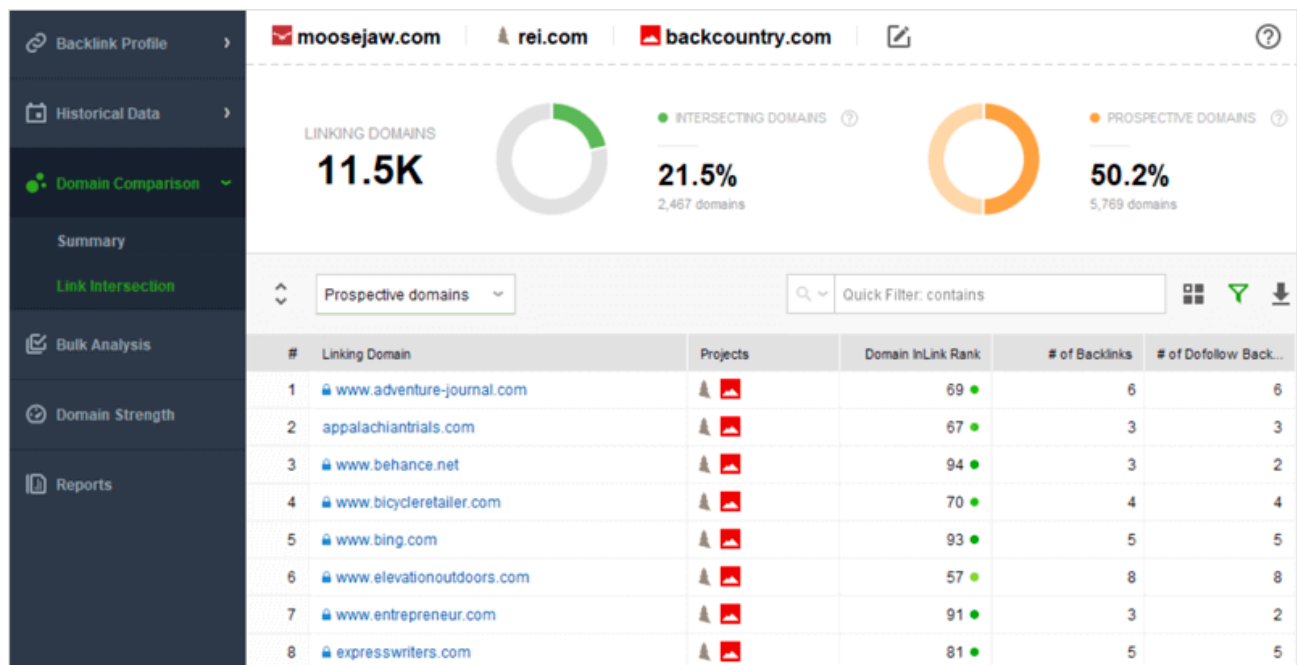 Backlink Profile
Historical Data
Domain Comparison
Summary
Link Intersection
Bulk Analysis
Domain Strength
Reports
moosejaw.com rei.com backcountry.com
LINKING DOMAINS
11.5K
INTERSECTING DOMAINS
21.5%
2,467 domains
PROSPECTIVE DOMAINS
50.2%
5,769 domains
Prospective domains Quick Filter: contains
# Linking Domain Projects Domain InLink Rank # of Backlinks # of Dofollow Back...
1 www.adventure-journal.com 69 6 6
2 appalachiantrials.com 67 3 3
3 www.behance.net 94 3 2
4 www.bicycleretailer.com 70 4 4
5 www.bing.com 93 5 5
6 www.elevationoutdoors.com 57 8 8
7 www.entrepreneur.com 91 3 2
8 expresswriters.com 81 5 5